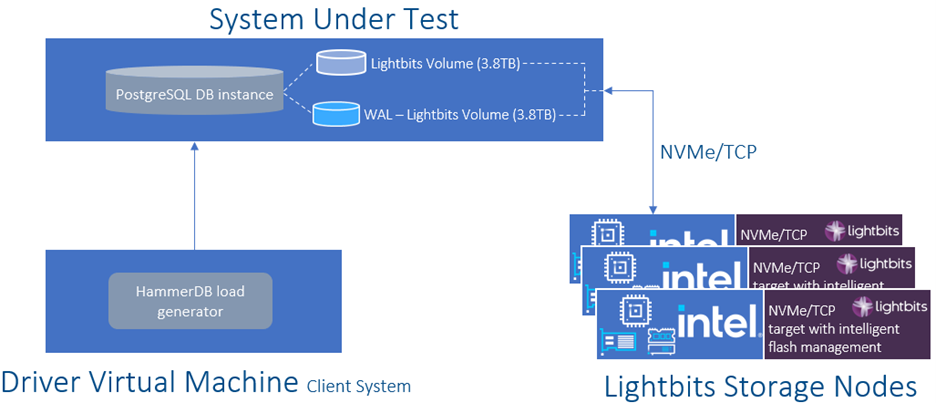 System Under Test
PostgreSQL DB instance
Lightbits Volume (3.8TB)
WAL – Lightbits Volume (3.8TB)
NVMe/TCP
HammerDB load
generator
Driver Virtual Machine Client System
intel
NVMe/TCP
lightbits
intel
NVMe/TCP
lightbits
target with intelligent
intel.
NVMe/TCP
lightbits
target with intelligent
flash management
Lightbits Storage Nodes